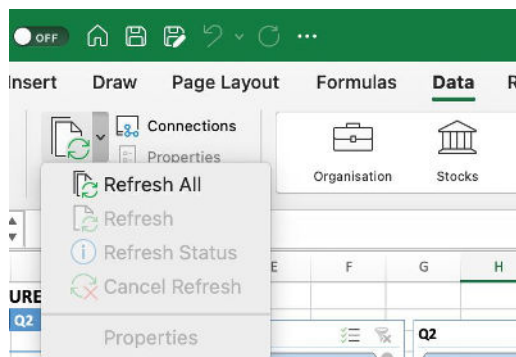 OFF
Insert Draw Page Layout Formulas Data
Connections
Properties
Organisation Stocks
Refresh All
Refresh
Refresh Status
Cancel Refresh
Properties
E F G H
URE
Q2
Q2